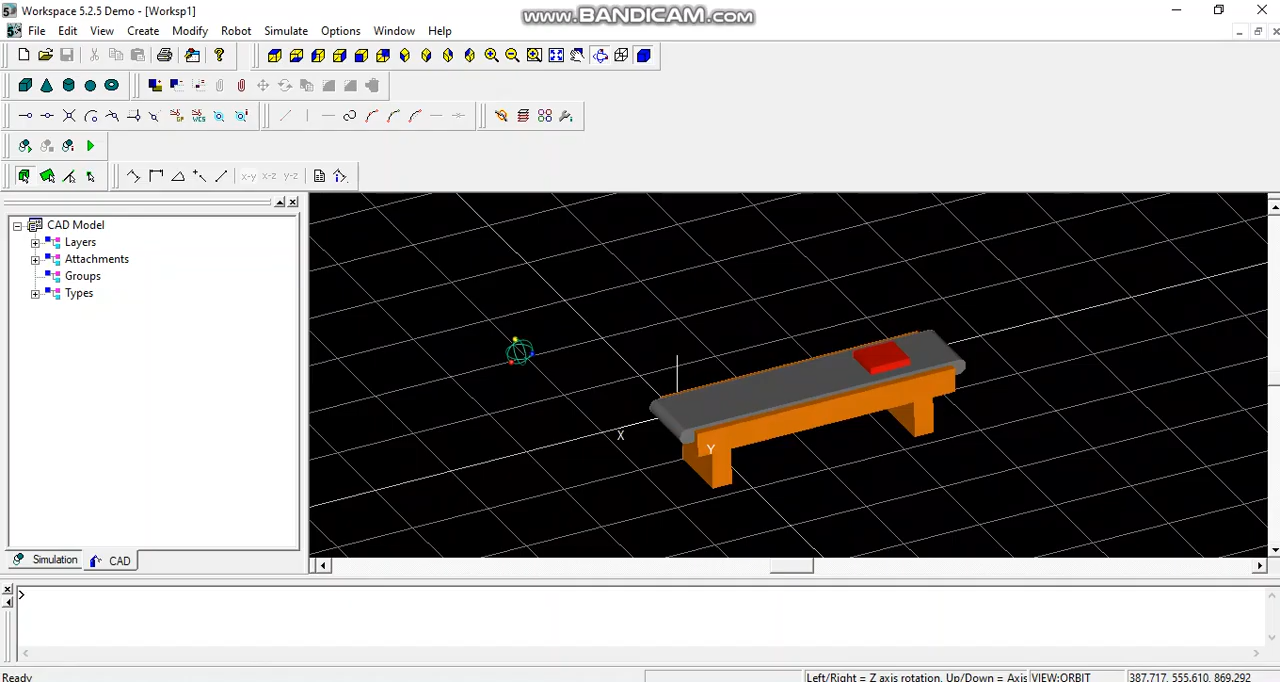 Workspace 5.2.5 Demo - [Worksp1]
www.BANDICAM.com
File Edit View Create Modify Robot Simulate Options Window Help
x-y x-z y-z
CAD Model
Layers
Attachments
Groups
Types
X
Y
Simulation CAD
>
Ready
Left/Right = Z axis rotation, Up/Down = Axis VIEW:ORBIT 387.717, 555.610, 869.292